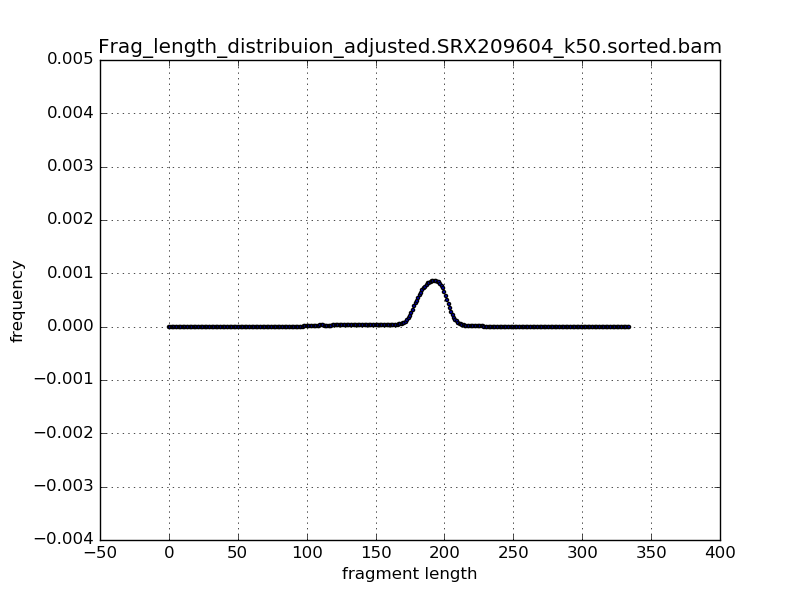 Frag_length_distribuion_adjusted.SRX209604_k50.sorted.bam
0.005
0.004
0.003
0.002
0.001
0.000
−0.001
−0.002
−0.003
−0.004
frequency
−50 0 50 100 150 200 250 300 350 400
fragment length